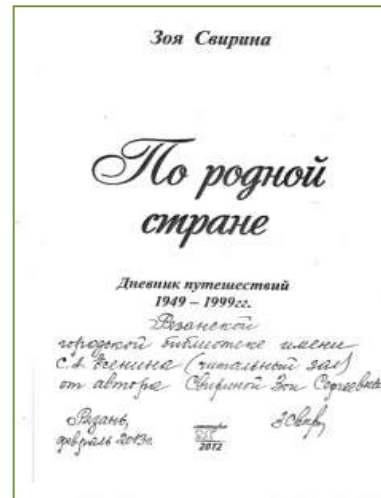 Зоя Свирина
По родной
стране
Дневник путешествий
1949 – 1999гг.
Рязанской
городской библиотеке имени
С.А. Есенина (читальный зал)
от автора Свириной Зои Сергеевны
Рязань,
февраль 2013г.
2012